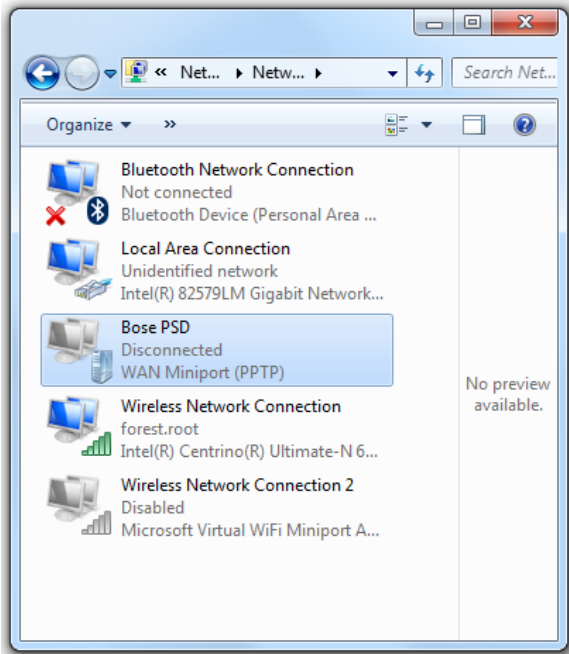 « Net... ▸ Netw... ▸
Search Net...
Organize ▾ »
Bluetooth Network Connection
Not connected
Bluetooth Device (Personal Area ...
Local Area Connection
Unidentified network
Intel(R) 82579LM Gigabit Network...
Bose PSD
Disconnected
WAN Miniport (PPTP)
Wireless Network Connection
forest.root
Intel(R) Centrino(R) Ultimate-N 6...
Wireless Network Connection 2
Disabled
Microsoft Virtual WiFi Miniport A...
No preview
available.